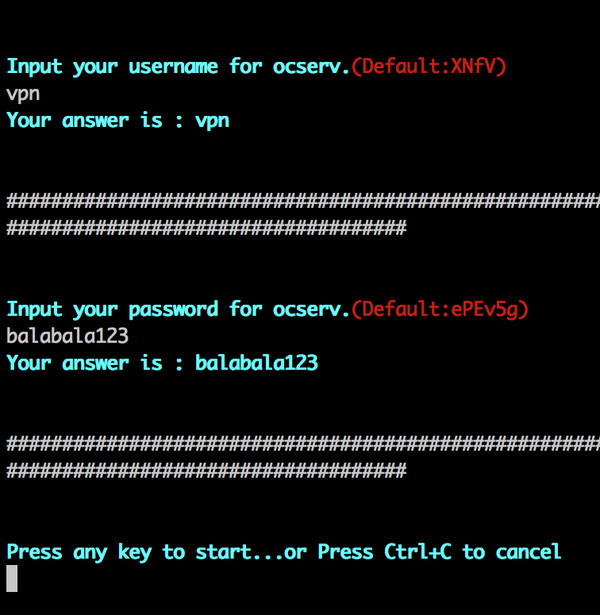 Input your username for ocserv.(Default:XNfV)
vpn
Your answer is : vpn
######################################################
####################################
Input your password for ocserv.(Default:ePEv5g)
balabala123
Your answer is : balabala123
######################################################
####################################
Press any key to start...or Press Ctrl+C to cancel